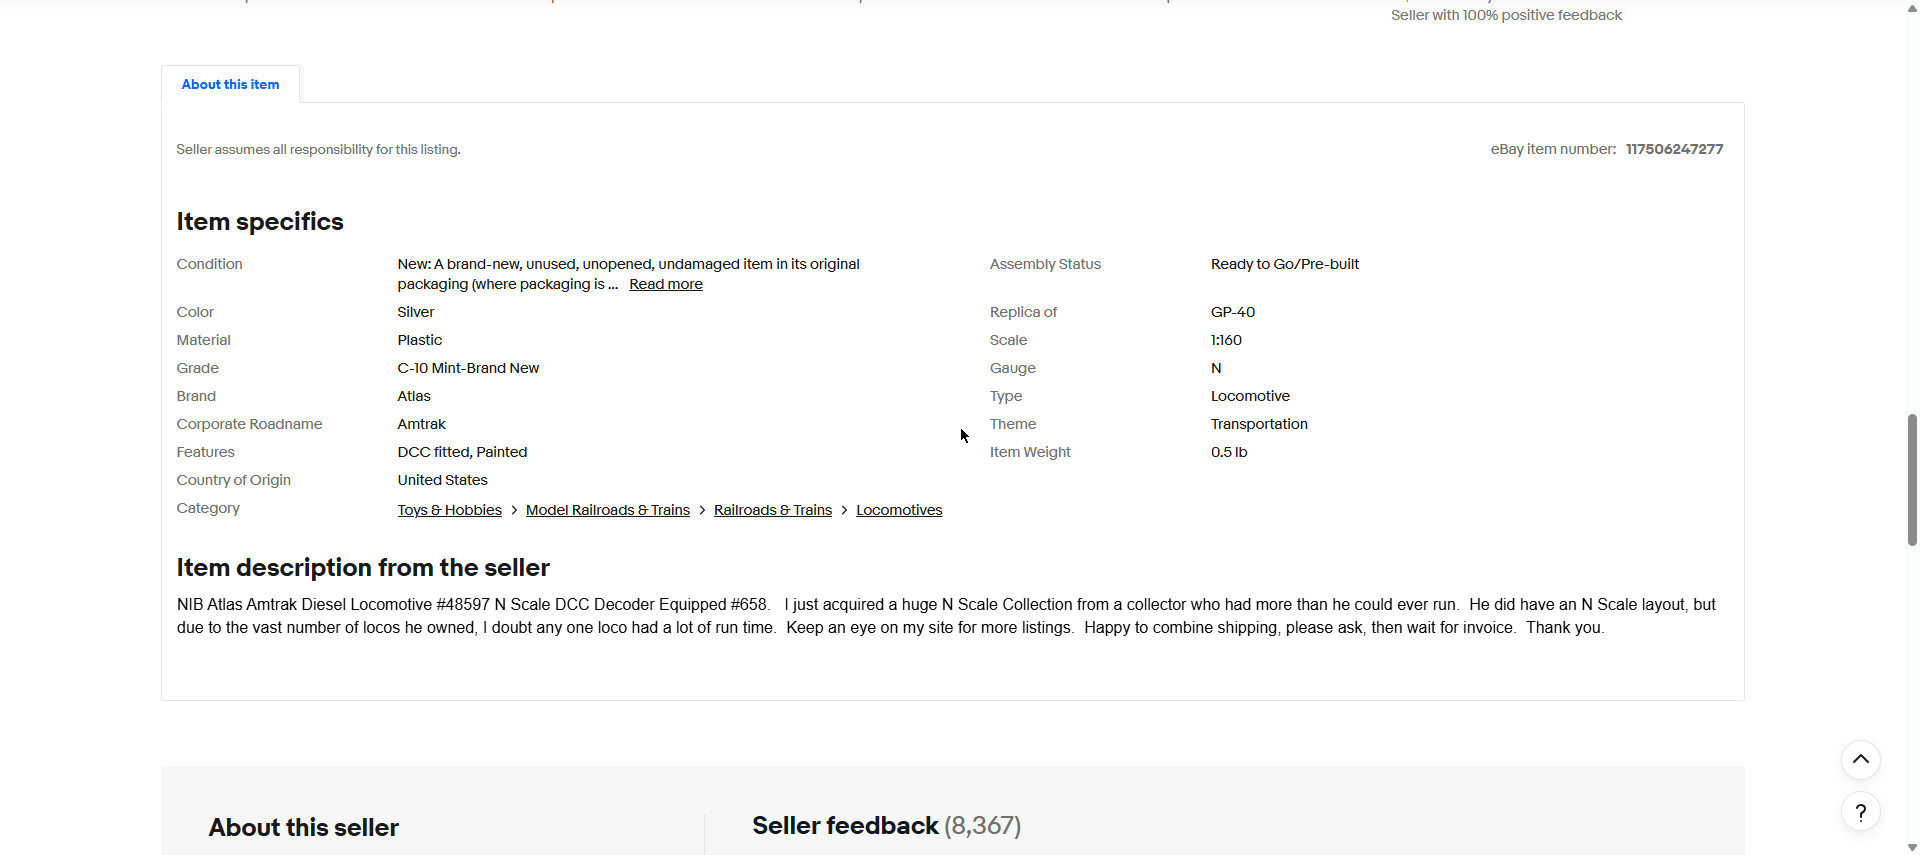 Seller with 100% positive feedback
About this item
Seller assumes all responsibility for this listing.
eBay item number: 117506247277
Item specifics
Condition
New: A brand-new, unused, unopened, undamaged item in its original
packaging (where packaging is ... Read more
Assembly Status
Ready to Go/Pre-built
Color
Silver
Replica of
GP-40
Material
Plastic
Scale
1:160
Grade
C-10 Mint-Brand New
Gauge
N
Brand
Atlas
Type
Locomotive
Corporate Roadname
Amtrak
Theme
Transportation
Features
DCC fitted, Painted
Item Weight
0.5 lb
Country of Origin
United States
Category
Toys & Hobbies > Model Railroads & Trains > Railroads & Trains > Locomotives
Item description from the seller
NIB Atlas Amtrak Diesel Locomotive #48597 N Scale DCC Decoder Equipped #658.   I just acquired a huge N Scale Collection from a collector who had more than he could ever run.  He did have an N Scale layout, but
due to the vast number of locos he owned, I doubt any one loco had a lot of run time.  Keep an eye on my site for more listings.  Happy to combine shipping, please ask, then wait for invoice.  Thank you.
?
About this seller
Seller feedback (8,367)